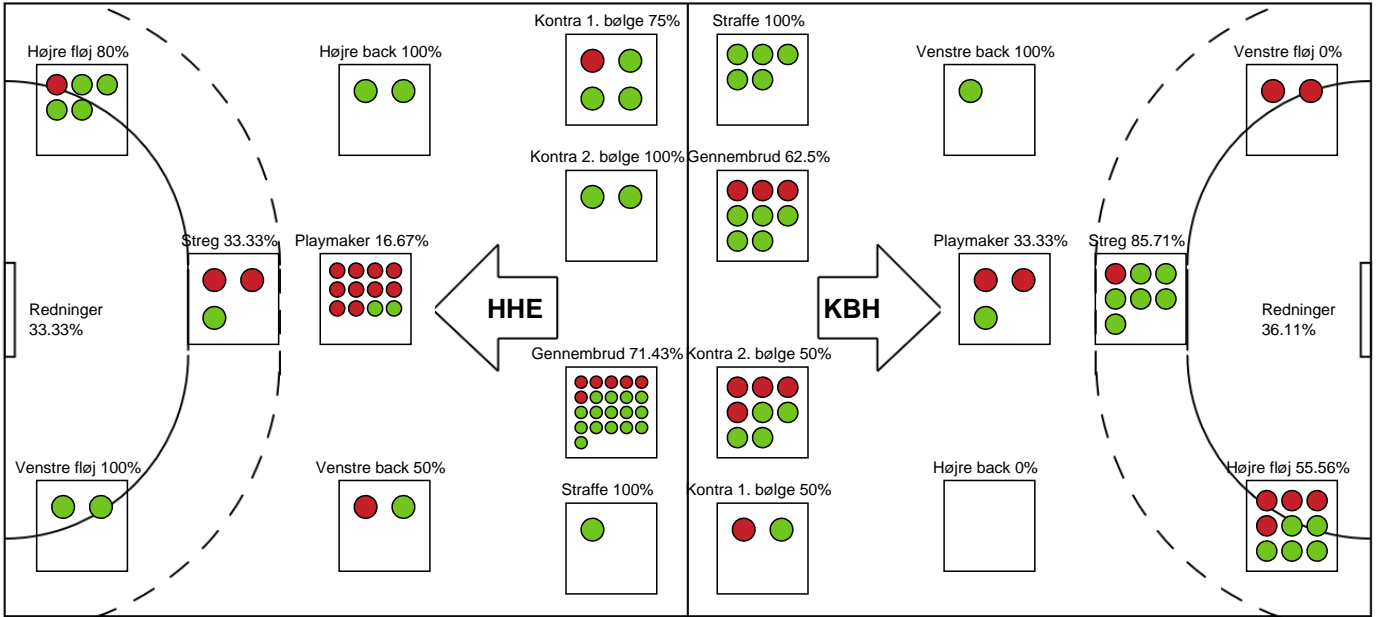 Kontra 1. bølge 75%
Straffe 100%
Højre fløj 80%
Højre back 100%
Venstre back 100%
Venstre fløj 0%
Kontra 2. bølge 100%
Gennembrud 62.5%
Streg 33.33%
Playmaker 16.67%
Playmaker 33.33%
Streg 85.71%
Redninger
33.33%
HHE
KBH
Redninger
36.11%
Gennembrud 71.43%
Kontra 2. bølge 50%
Venstre fløj 100%
Venstre back 50%
Højre back 0%
Højre fløj 55.56%
Straffe 100%
Kontra 1. bølge 50%